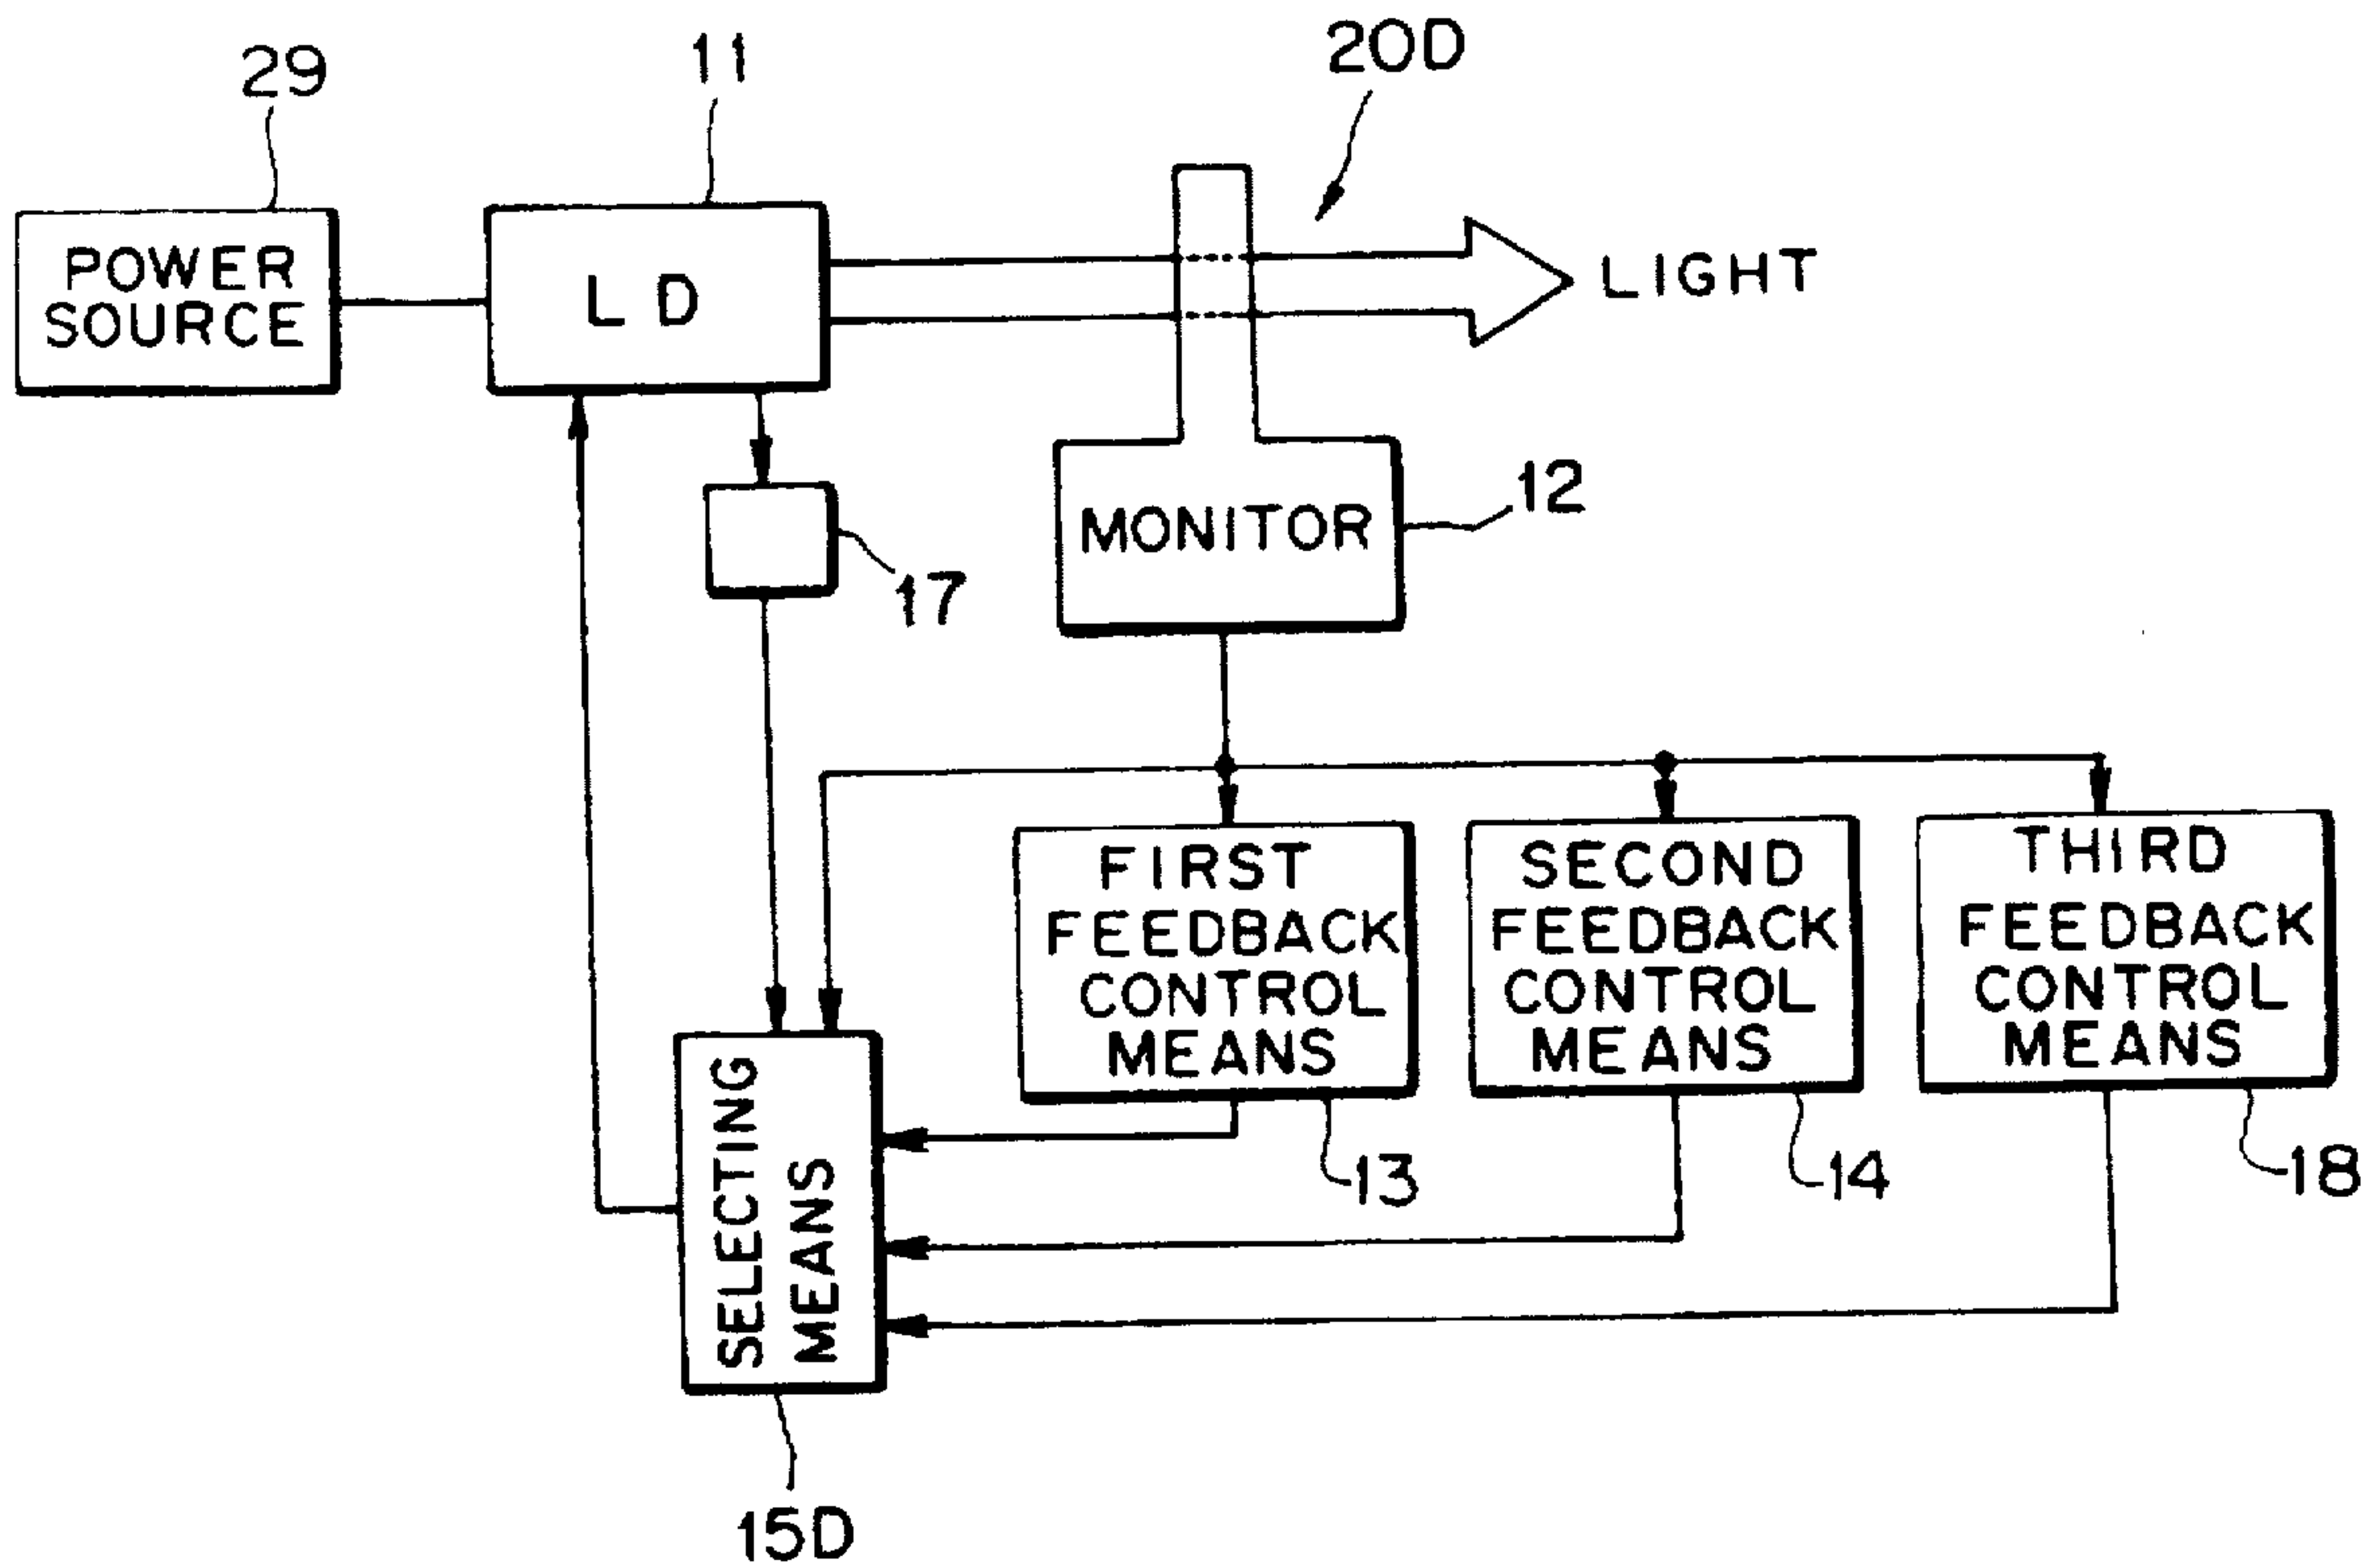 29
11
20D
POWER
SOURCE
LD
LIGHT
MONITOR
12
17
FIRST
FEEDBACK
CONTROL
MEANS
SECOND
FEEDBACK
CONTROL
MEANS
THIRD
FEEDBACK
CONTROL
MEANS
SELECTING
MEANS
13
14
18
15D